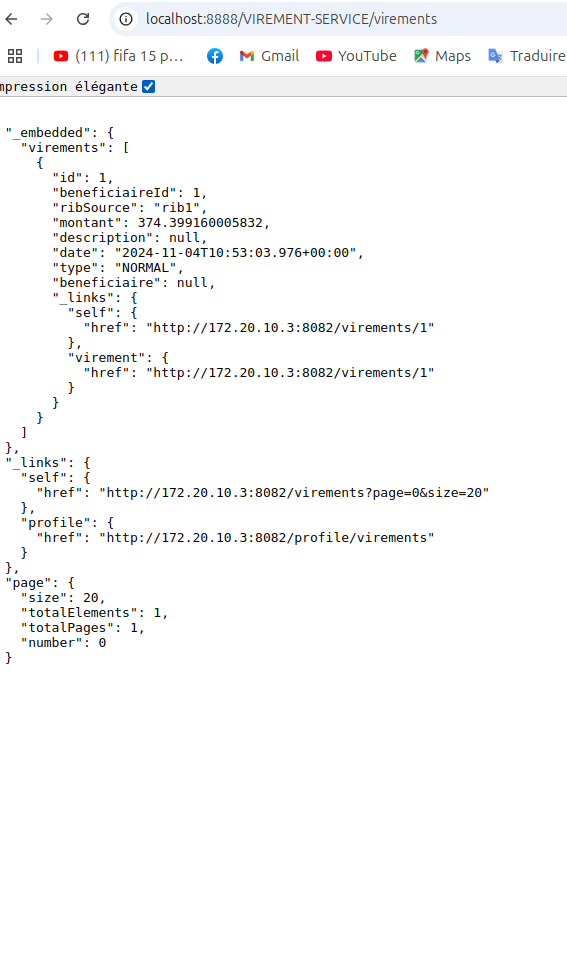 localhost:8888/VIREMENT-SERVICE/virements
(111) fifa 15 p... Gmail YouTube Maps Traduire
mpression élégante
"_embedded": {
"virements": [
{
"id": 1,
"beneficiaireId": 1,
"ribSource": "rib1",
"montant": 374.399160005832,
"description": null,
"date": "2024-11-04T10:53:03.976+00:00",
"type": "NORMAL",
"beneficiaire": null,
"_links": {
"self": {
"href": "http://172.20.10.3:8082/virements/1"
},
"virement": {
"href": "http://172.20.10.3:8082/virements/1"
}
}
}
]
},
"_links": {
"self": {
"href": "http://172.20.10.3:8082/virements?page=0&size=20"
},
"profile": {
"href": "http://172.20.10.3:8082/profile/virements"
}
},
"page": {
"size": 20,
"totalElements": 1,
"totalPages": 1,
"number": 0
}